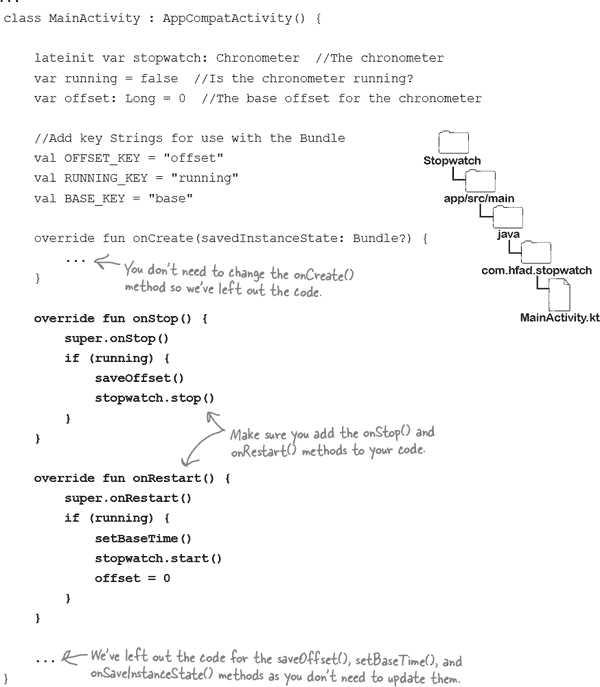 ...
class MainActivity : AppCompatActivity() {
lateinit var stopwatch: Chronometer //The chronometer
var running = false //Is the chronometer running?
var offset: Long = 0 //The base offset for the chronometer
//Add key Strings for use with the Bundle
val OFFSET_KEY = "offset"
val RUNNING_KEY = "running"
val BASE_KEY = "base"
Stopwatch
app/src/main
java
com.hfad.stopwatch
MainActivity.kt
override fun onCreate(savedInstanceState: Bundle?) {
...
You don't need to change the onCreate()
method so we've left out the code.
}
override fun onStop() {
super.onStop()
if (running) {
saveOffset()
stopwatch.stop()
}
}
Make sure you add the onStop() and
onRestart() methods to your code.
override fun onRestart() {
super.onRestart()
if (running) {
setBaseTime()
stopwatch.start()
offset = 0
}
}
...
We've left out the code for the saveOffset(), setBaseTime(), and
onSaveInstanceState() methods as you don't need to update them.
}